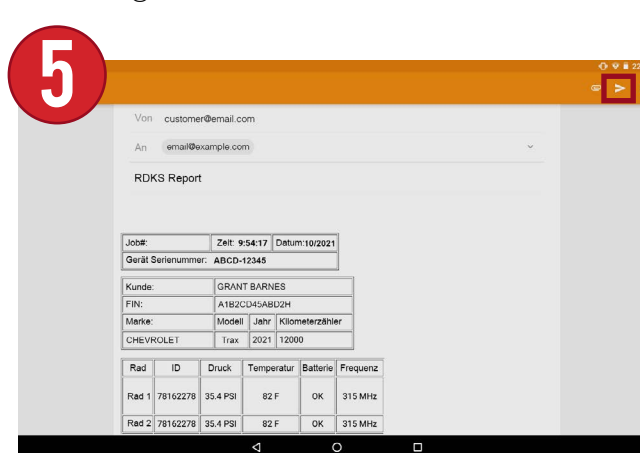 5
22
Von customer@email.com
An email@example.com
RDKS Report
Job#: Zeit: 9:54:17 Datum:10/2021
Gerät Serienummer: ABCD-12345
Kunde: GRANT BARNES
FIN: A1B2CD45ABD2H
Marke: Modell Jahr Kilometerzähler
CHEVROLET Trax 2021 12000
Rad ID Druck Temperatur Batterie Frequenz
Rad 1 78162278 35.4 PSI 82 F OK 315 MHz
Rad 2 78162278 35.4 PSI 82 F OK 315 MHz